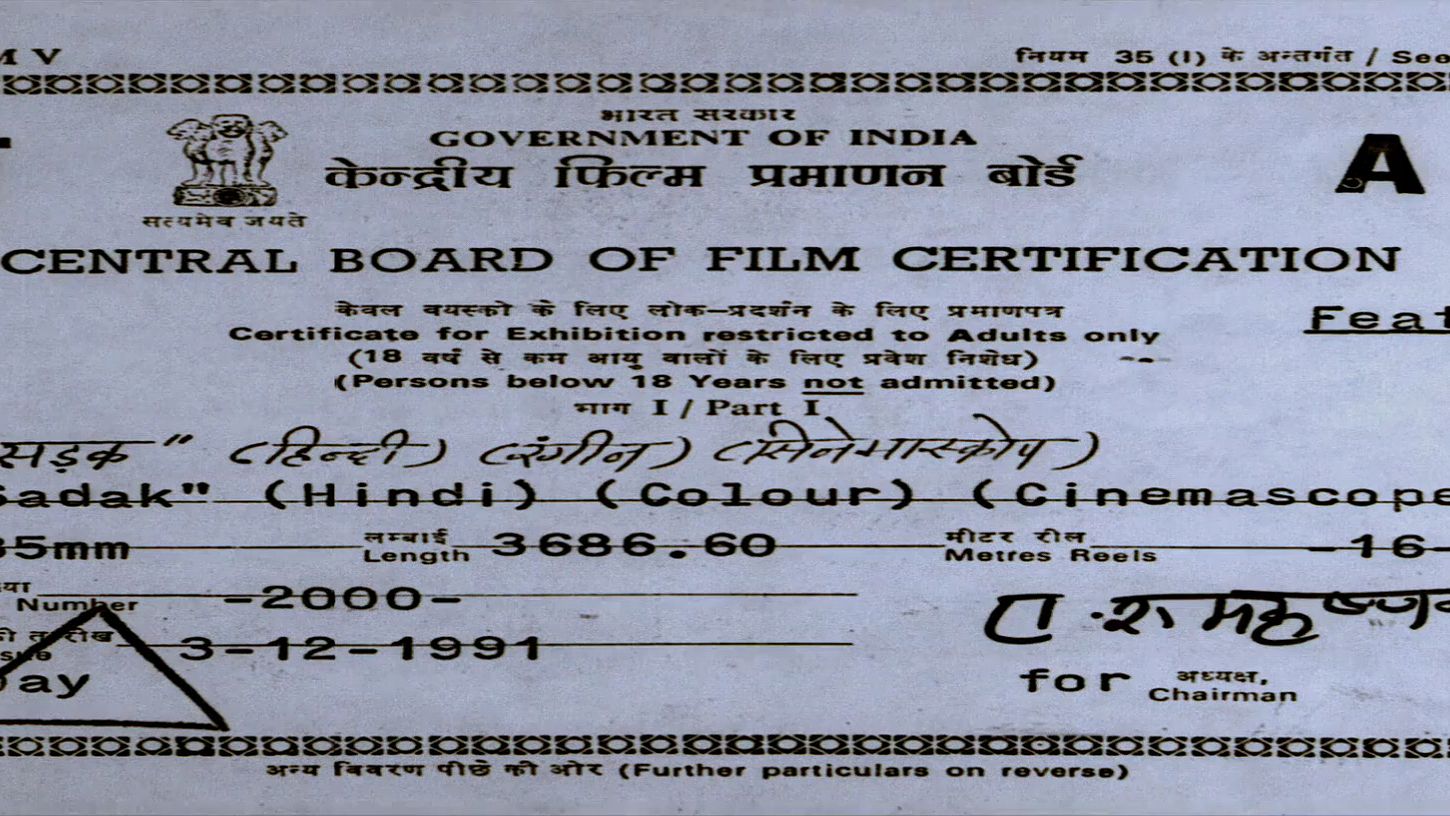 M V
नियम 35 (I) के अन्तर्गत / See
भारत सरकार
GOVERNMENT OF INDIA
केन्द्रीय फिल्म प्रमाणन बोर्ड
A
सत्यमेव जयते
CENTRAL BOARD OF FILM CERTIFICATION
केवल वयस्को के लिए लोक-प्रदर्शन के लिए प्रमाणपत्र
Feat
Certificate for Exhibition restricted to Adults only
(18 वर्ष से कम आयु वालों के लिए प्रवेश निशेध)
(Persons below 18 Years not admitted)
भाग I / Part I
सड़क" (हिन्दी) (रंगीन) (सिनेमास्कोप)
Sadak" (Hindi) (Colour) (Cinemascope
35mm लम्बाई Length 3686.60 मीटर रील Metres Reels -16-
Number -2000-
की तारीख 3-12-1991
for अध्यक्ष, Chairman
अन्य विवरण पीछे की ओर (Further particulars on reverse)